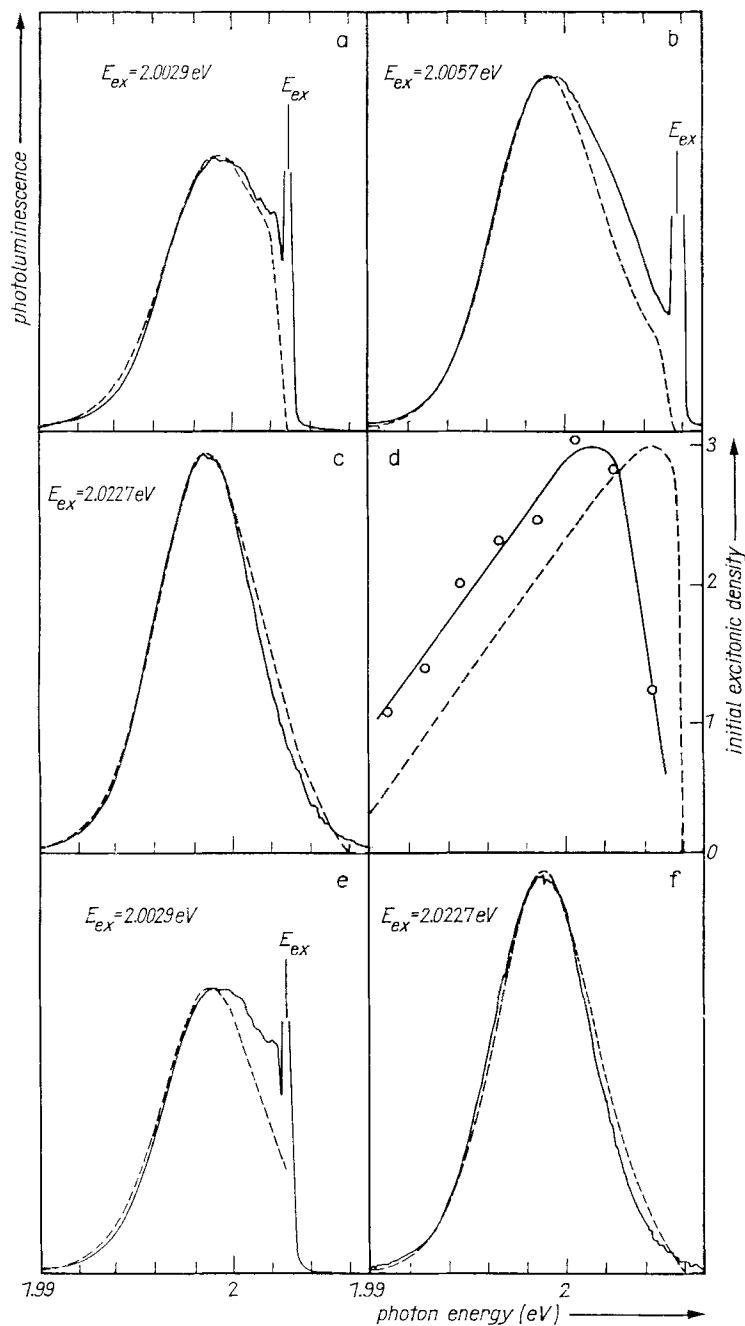 a
E_ex = 2.0029 eV
E_ex
b
E_ex = 2.0057 eV
E_ex
photoluminescence
c
E_ex = 2.0227 eV
d
3
2
1
0
initial excitonic density
e
E_ex = 2.0029 eV
E_ex
f
E_ex = 2.0227 eV
7.99
2
7.99
2
photon energy (eV)